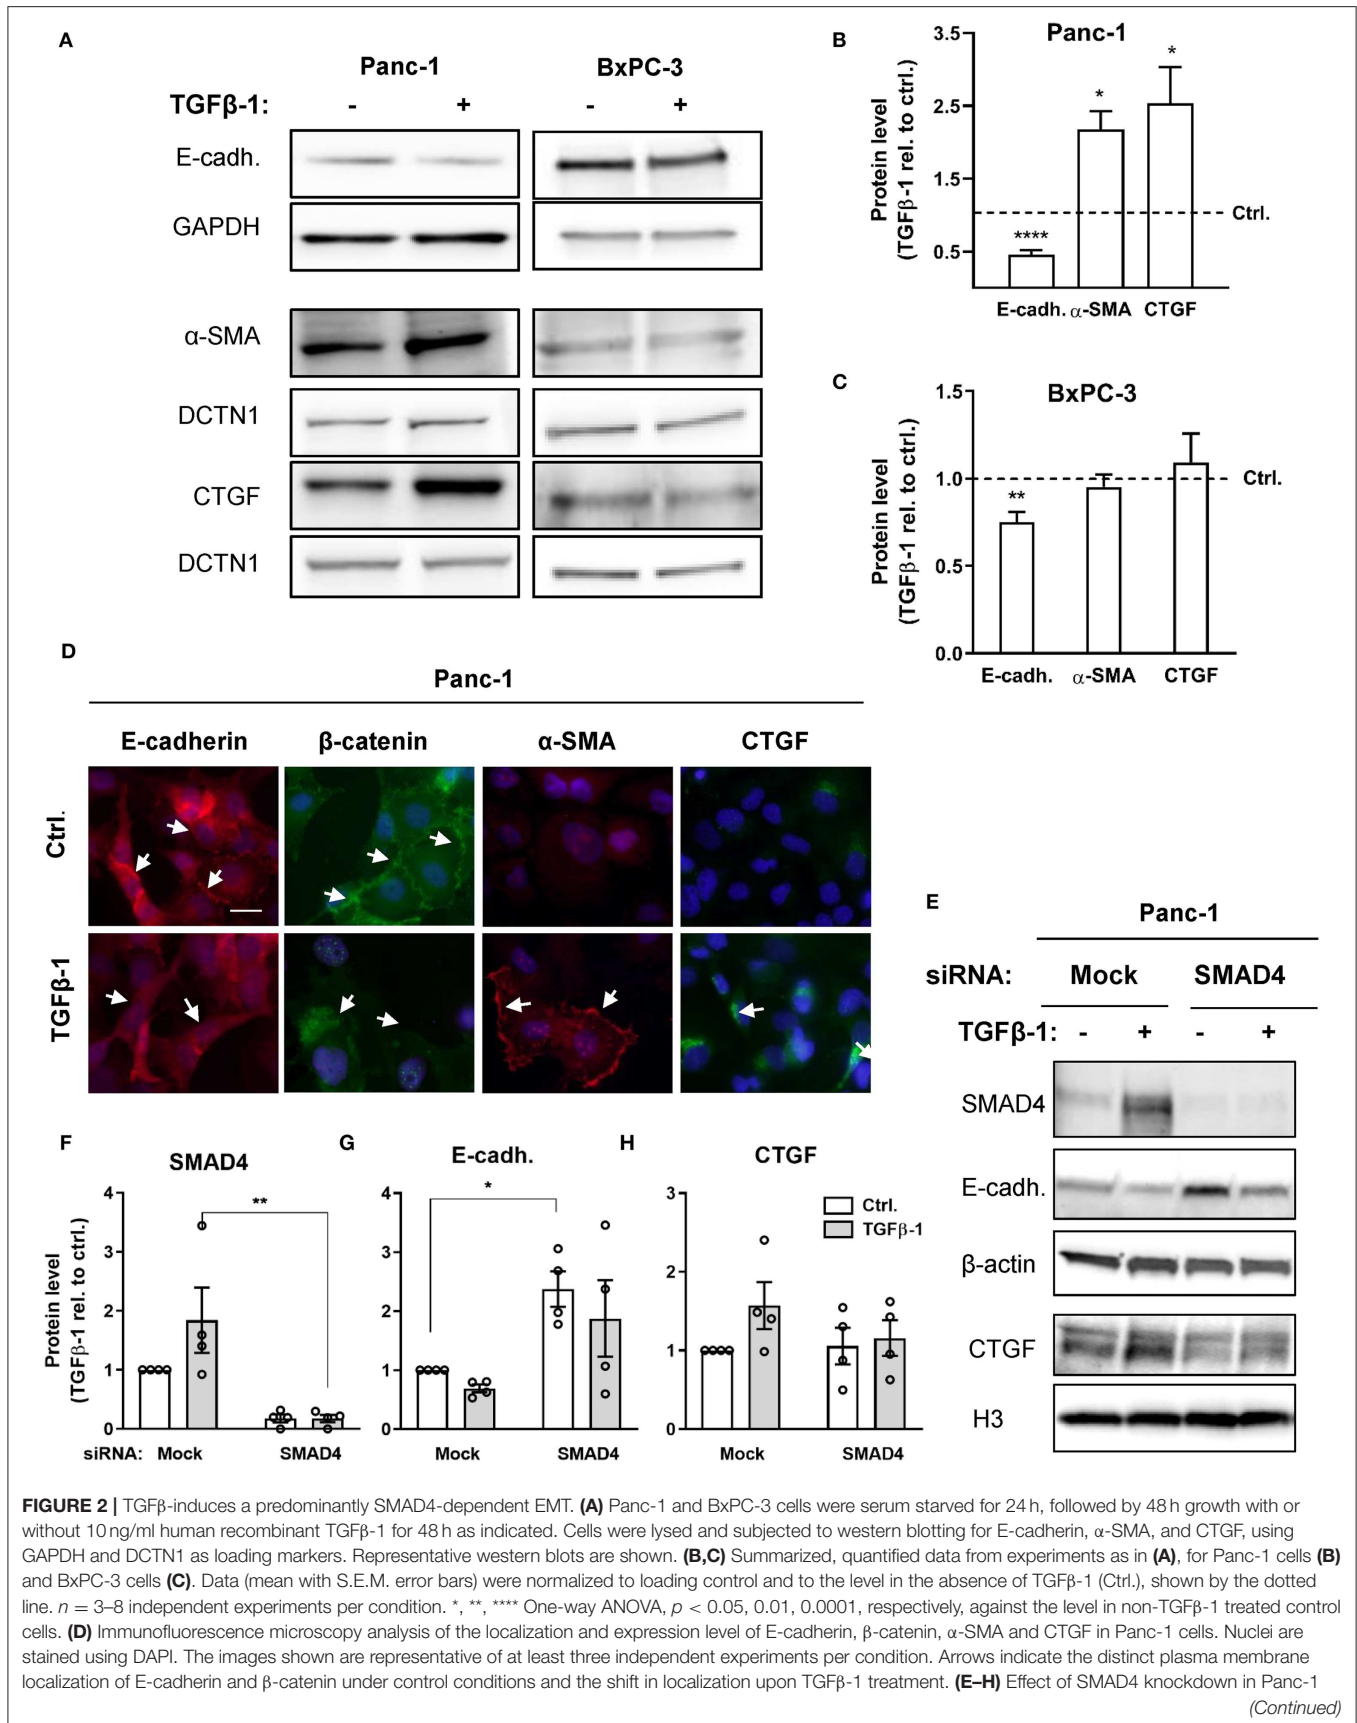 A
Panc-1
BxPC-3
TGFβ-1:
-
+
-
+
E-cadh.
GAPDH
α-SMA
DCTN1
CTGF
DCTN1
B
Panc-1
Protein level
(TGFβ-1 rel. to ctrl.)
3.5
2.5
1.5
0.5
****
*
*
Ctrl.
E-cadh.
α-SMA
CTGF
C
BxPC-3
Protein level
(TGFβ-1 rel. to ctrl.)
1.5
1.0
0.5
0.0
**
Ctrl.
E-cadh.
α-SMA
CTGF
D
Panc-1
E-cadherin
β-catenin
α-SMA
CTGF
Ctrl.
TGFβ-1
E
Panc-1
siRNA:
Mock
SMAD4
TGFβ-1:
-
+
-
+
SMAD4
E-cadh.
β-actin
CTGF
H3
F
SMAD4
Protein level
(TGFβ-1 rel. to ctrl.)
4
3
2
1
0
**
siRNA:
Mock
SMAD4
G
E-cadh.
4
3
2
1
0
*
Mock
SMAD4
H
CTGF
3
2
1
0
Ctrl.
TGFβ-1
Mock
SMAD4
FIGURE 2 | TGFβ-induces a predominantly SMAD4-dependent EMT. (A) Panc-1 and BxPC-3 cells were serum starved for 24 h, followed by 48 h growth with or
without 10 ng/ml human recombinant TGFβ-1 for 48 h as indicated. Cells were lysed and subjected to western blotting for E-cadherin, α-SMA, and CTGF, using
GAPDH and DCTN1 as loading markers. Representative western blots are shown. (B,C) Summarized, quantified data from experiments as in (A), for Panc-1 cells (B)
and BxPC-3 cells (C). Data (mean with S.E.M. error bars) were normalized to loading control and to the level in the absence of TGFβ-1 (Ctrl.), shown by the dotted
line. n = 3–8 independent experiments per condition. *, **, **** One-way ANOVA, p < 0.05, 0.01, 0.0001, respectively, against the level in non-TGFβ-1 treated control
cells. (D) Immunofluorescence microscopy analysis of the localization and expression level of E-cadherin, β-catenin, α-SMA and CTGF in Panc-1 cells. Nuclei are
stained using DAPI. The images shown are representative of at least three independent experiments per condition. Arrows indicate the distinct plasma membrane
localization of E-cadherin and β-catenin under control conditions and the shift in localization upon TGFβ-1 treatment. (E–H) Effect of SMAD4 knockdown in Panc-1
(Continued)